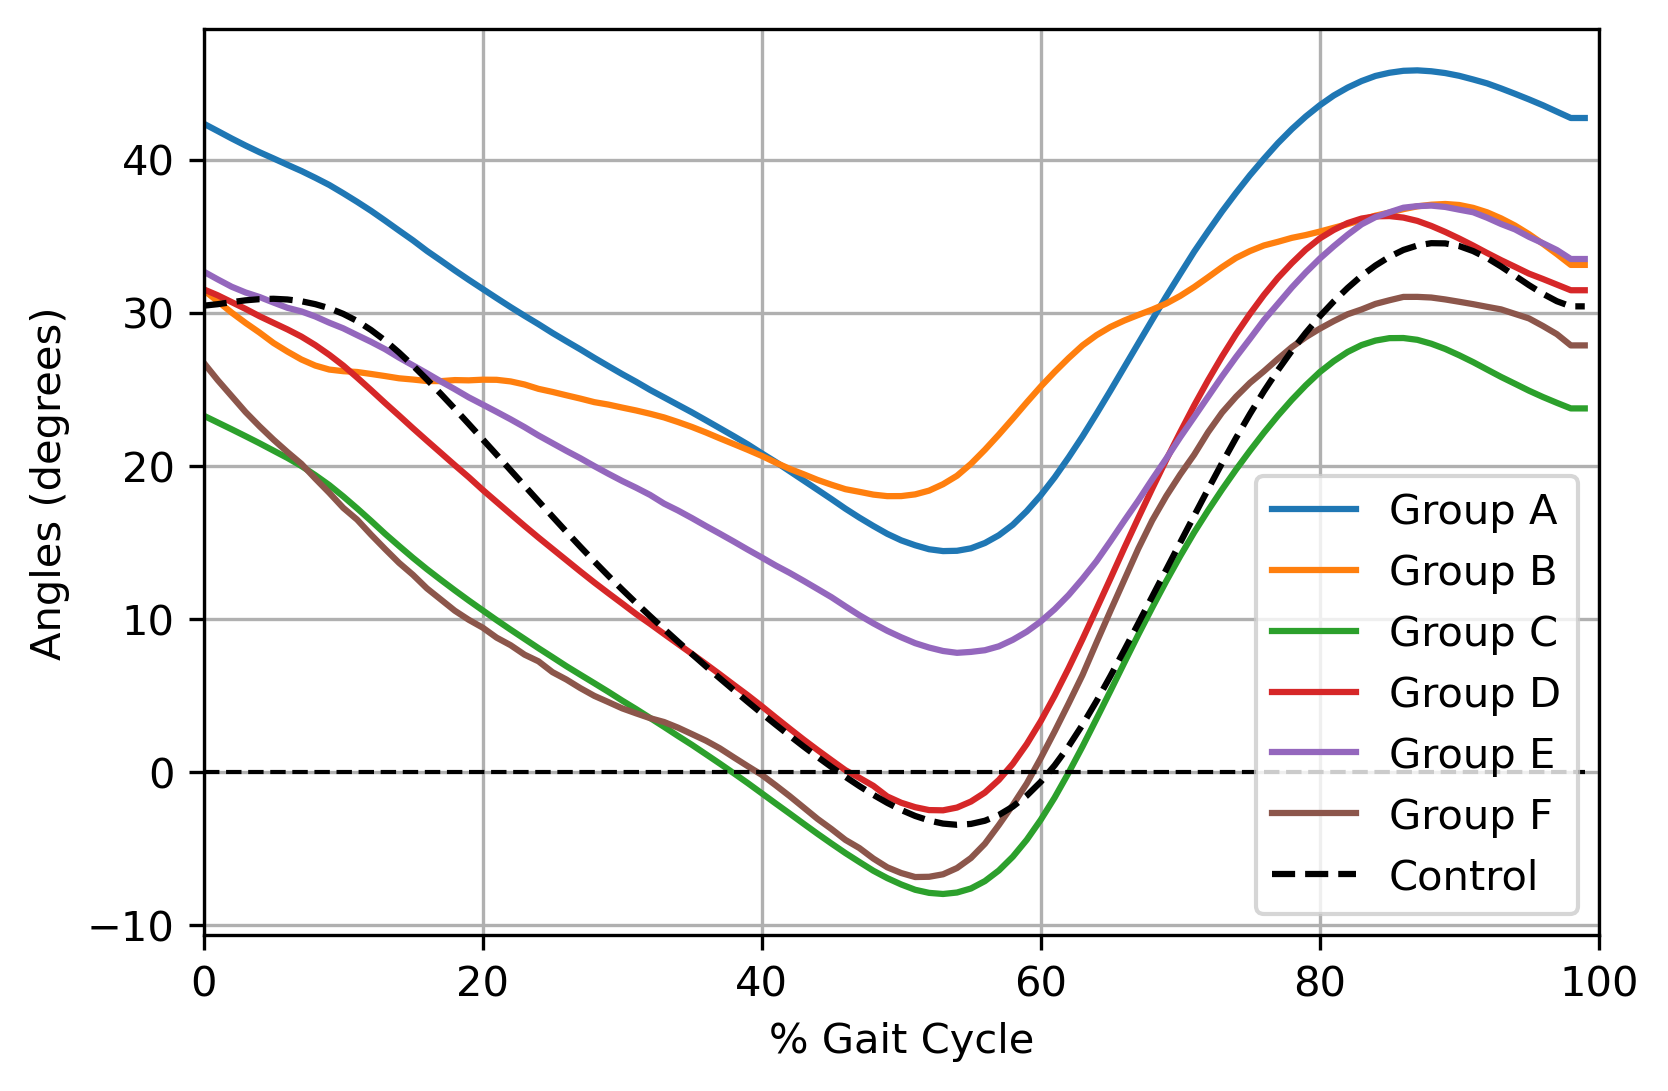 Angles (degrees)
40
30
20
10
0
−10
0 20 40 60 80 100
% Gait Cycle
Group A
Group B
Group C
Group D
Group E
Group F
Control